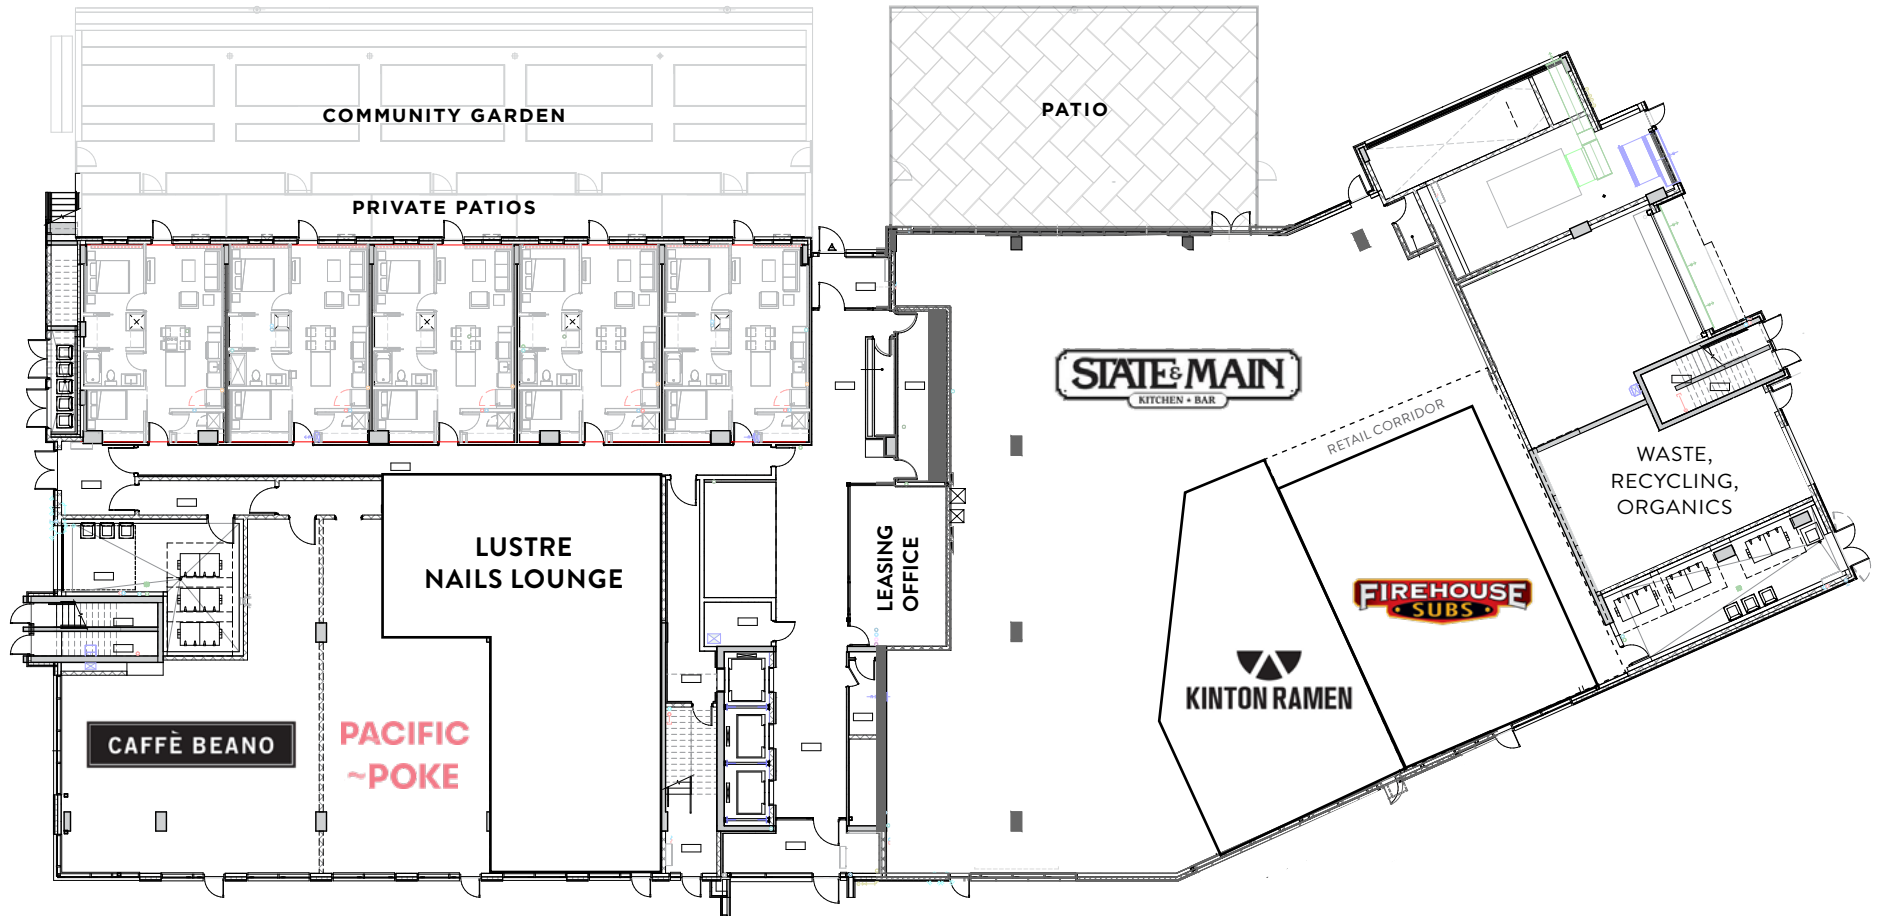 COMMUNITY GARDEN
PATIO
PRIVATE PATIOS
STATE & MAIN
KITCHEN • BAR
RETAIL CORRIDOR
WASTE,
RECYCLING,
ORGANICS
LUSTRE
NAILS LOUNGE
LEASING
OFFICE
FIREHOUSE
SUBS
KINTON RAMEN
CAFFÈ BEANO
PACIFIC
~POKE